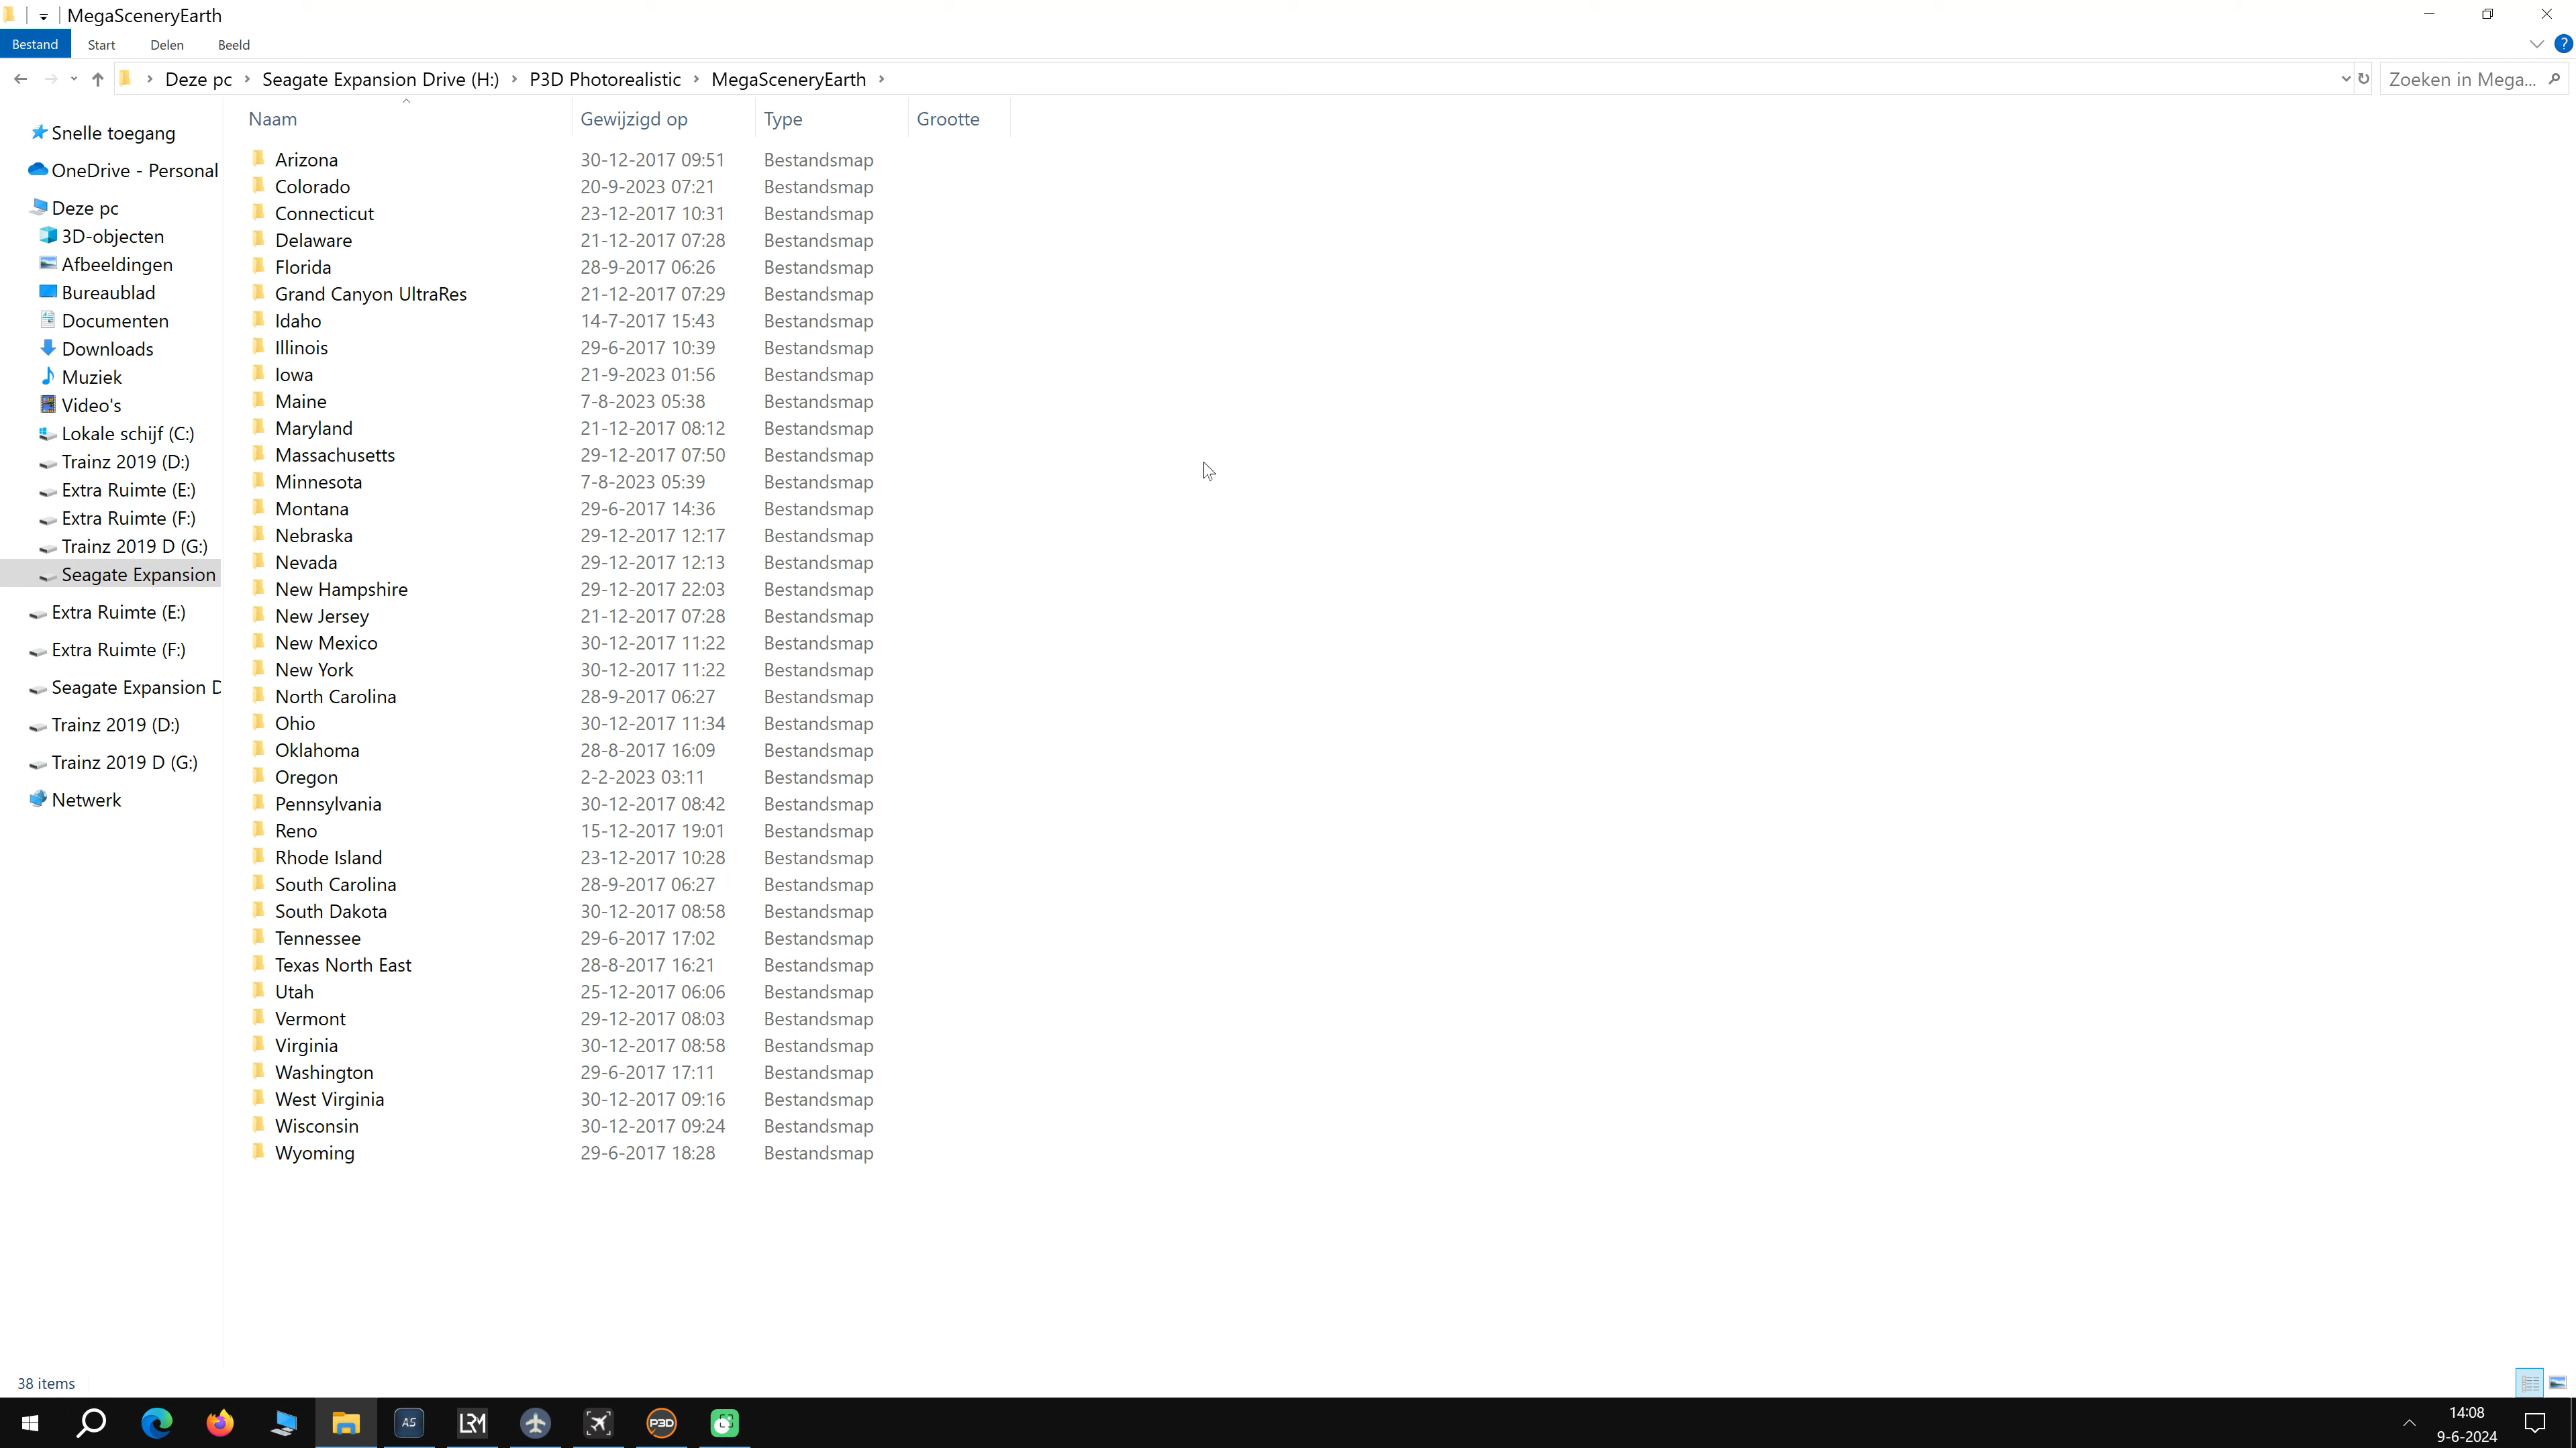 MegaSceneryEarth
Bestand Start Delen Beeld
Deze pc Seagate Expansion Drive (H:) P3D Photorealistic MegaSceneryEarth Zoeken in Mega...
Naam Gewijzigd op Type Grootte
Snelle toegang
OneDrive - Personal
Deze pc
3D-objecten
Afbeeldingen
Bureaublad
Documenten
Downloads
Muziek
Video's
Lokale schijf (C:)
Trainz 2019 (D:)
Extra Ruimte (E:)
Extra Ruimte (F:)
Trainz 2019 D (G:)
Seagate Expansion
Extra Ruimte (E:)
Extra Ruimte (F:)
Seagate Expansion D
Trainz 2019 (D:)
Trainz 2019 D (G:)
Netwerk
Arizona 30-12-2017 09:51 Bestandsmap
Colorado 20-9-2023 07:21 Bestandsmap
Connecticut 23-12-2017 10:31 Bestandsmap
Delaware 21-12-2017 07:28 Bestandsmap
Florida 28-9-2017 06:26 Bestandsmap
Grand Canyon UltraRes 21-12-2017 07:29 Bestandsmap
Idaho 14-7-2017 15:43 Bestandsmap
Illinois 29-6-2017 10:39 Bestandsmap
Iowa 21-9-2023 01:56 Bestandsmap
Maine 7-8-2023 05:38 Bestandsmap
Maryland 21-12-2017 08:12 Bestandsmap
Massachusetts 29-12-2017 07:50 Bestandsmap
Minnesota 7-8-2023 05:39 Bestandsmap
Montana 29-6-2017 14:36 Bestandsmap
Nebraska 29-12-2017 12:17 Bestandsmap
Nevada 29-12-2017 12:13 Bestandsmap
New Hampshire 29-12-2017 22:03 Bestandsmap
New Jersey 21-12-2017 07:28 Bestandsmap
New Mexico 30-12-2017 11:22 Bestandsmap
New York 30-12-2017 11:22 Bestandsmap
North Carolina 28-9-2017 06:27 Bestandsmap
Ohio 30-12-2017 11:34 Bestandsmap
Oklahoma 28-8-2017 16:09 Bestandsmap
Oregon 2-2-2023 03:11 Bestandsmap
Pennsylvania 30-12-2017 08:42 Bestandsmap
Reno 15-12-2017 19:01 Bestandsmap
Rhode Island 23-12-2017 10:28 Bestandsmap
South Carolina 28-9-2017 06:27 Bestandsmap
South Dakota 30-12-2017 08:58 Bestandsmap
Tennessee 29-6-2017 17:02 Bestandsmap
Texas North East 28-8-2017 16:21 Bestandsmap
Utah 25-12-2017 06:06 Bestandsmap
Vermont 29-12-2017 08:03 Bestandsmap
Virginia 30-12-2017 08:58 Bestandsmap
Washington 29-6-2017 17:11 Bestandsmap
West Virginia 30-12-2017 09:16 Bestandsmap
Wisconsin 30-12-2017 09:24 Bestandsmap
Wyoming 29-6-2017 18:28 Bestandsmap
38 items
AS LRM P3D
14:08
9-6-2024